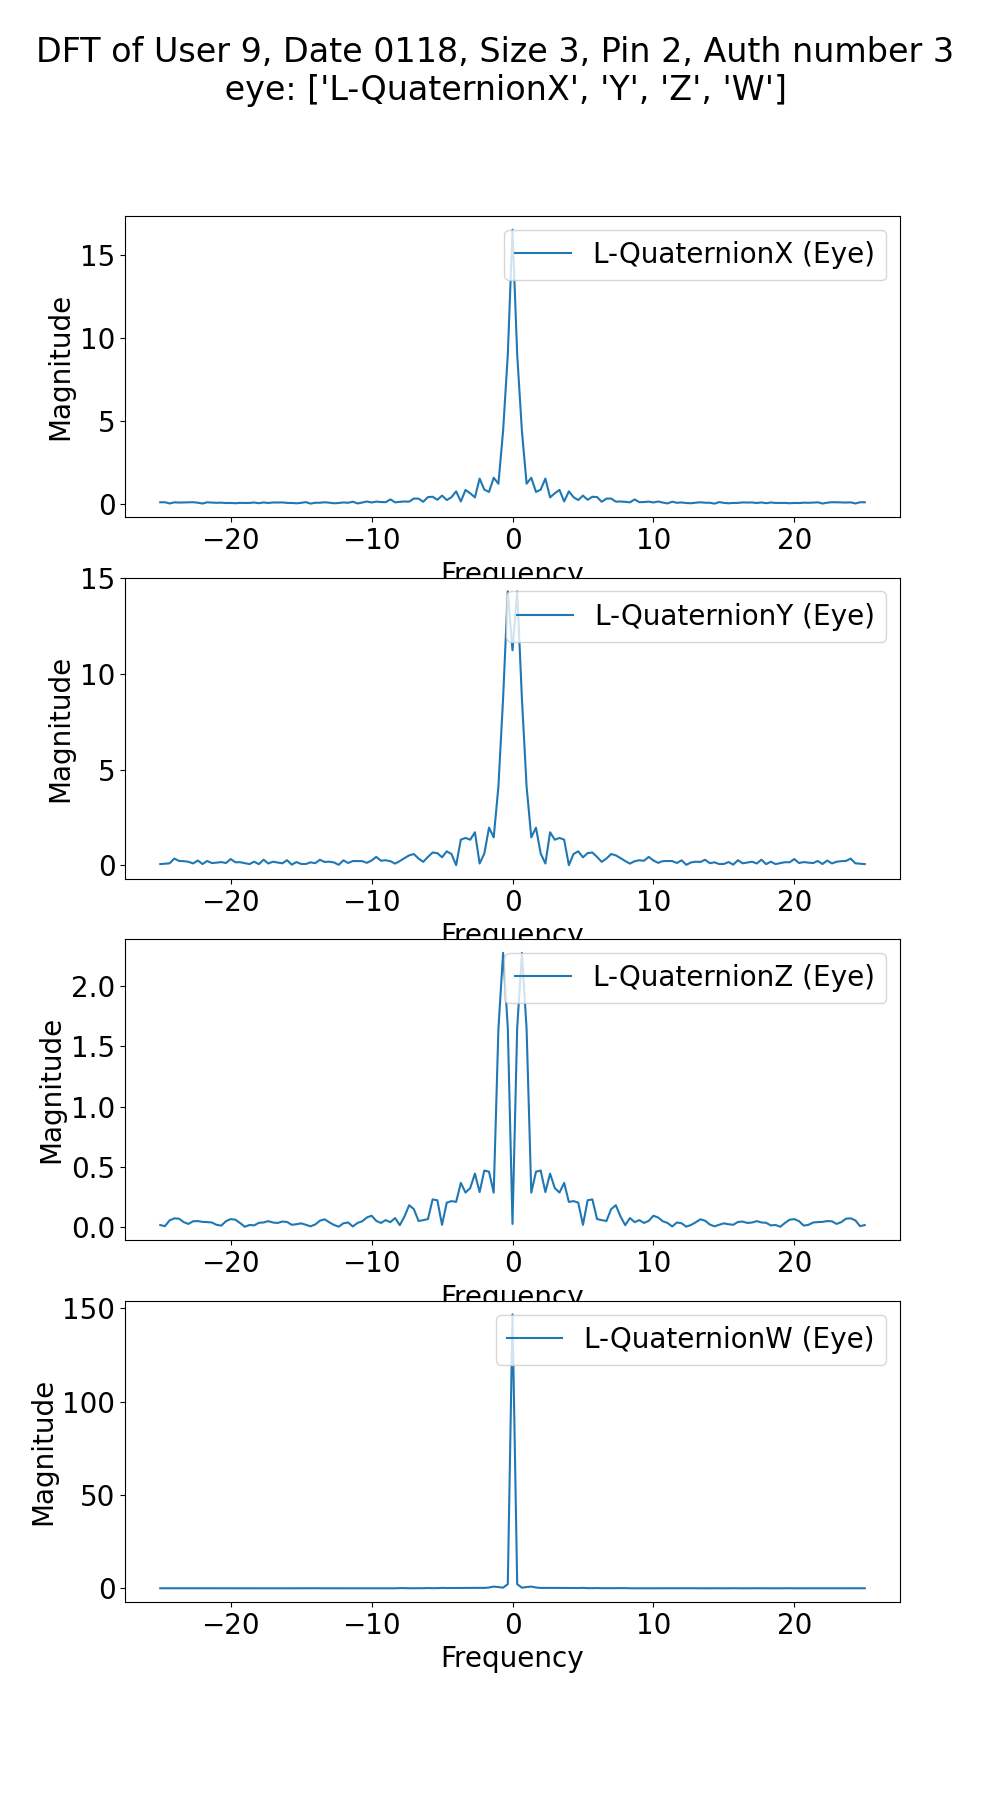 DFT of User 9, Date 0118, Size 3, Pin 2, Auth number 3
eye: ['L-QuaternionX', 'Y', 'Z', 'W']
L-QuaternionX (Eye)
Magnitude
15
10
5
0
−20 −10 0 10 20
Frequency
L-QuaternionY (Eye)
Magnitude
15
10
5
0
−20 −10 0 10 20
Frequency
L-QuaternionZ (Eye)
Magnitude
2.0
1.5
1.0
0.5
0.0
−20 −10 0 10 20
Frequency
L-QuaternionW (Eye)
Magnitude
150
100
50
0
−20 −10 0 10 20
Frequency